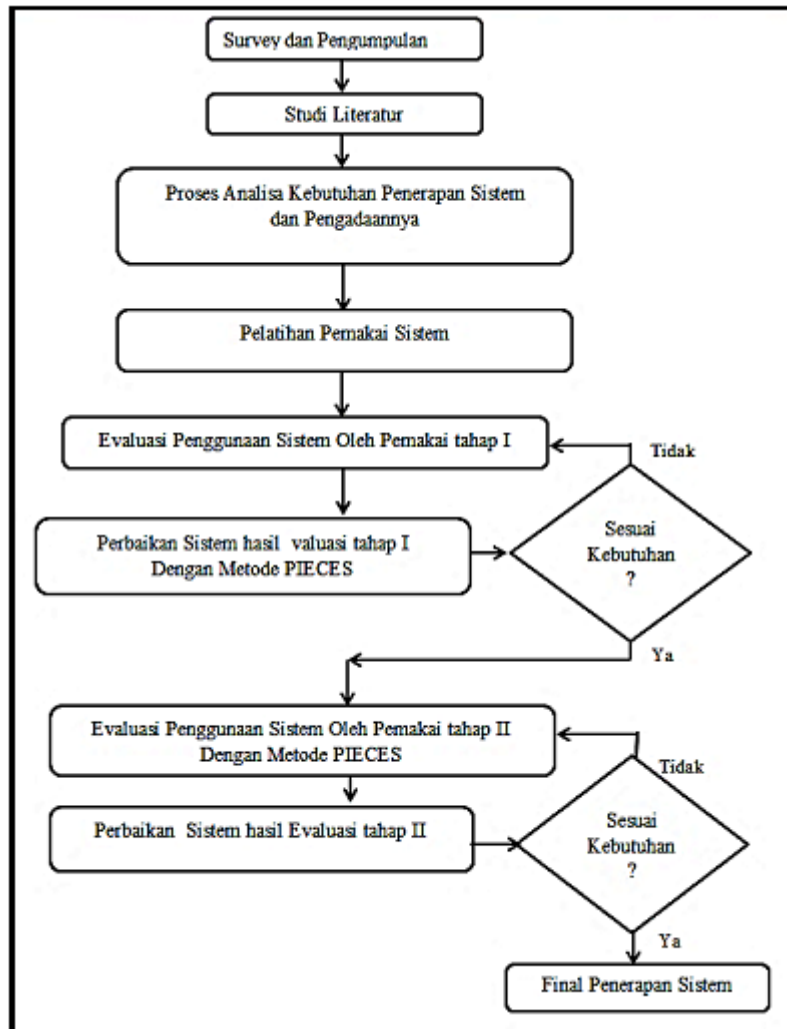 Survey dan Pengumpulan
Studi Literatur
Proses Analisa Kebutuhan Penerapan Sistem
dan Pengadaannya
Pelatihan Pemakai Sistem
Evaluasi Penggunaan Sistem Oleh Pemakai tahap I
Tidak
Perbaikan Sistem hasil valuasi tahap I
Dengan Metode PIECES
Sesuai
Kebutuhan
?
Ya
Evaluasi Penggunaan Sistem Oleh Pemakai tahap II
Dengan Metode PIECES
Tidak
Perbaikan Sistem hasil Evaluasi tahap II
Sesuai
Kebutuhan
?
Ya
Final Penerapan Sistem